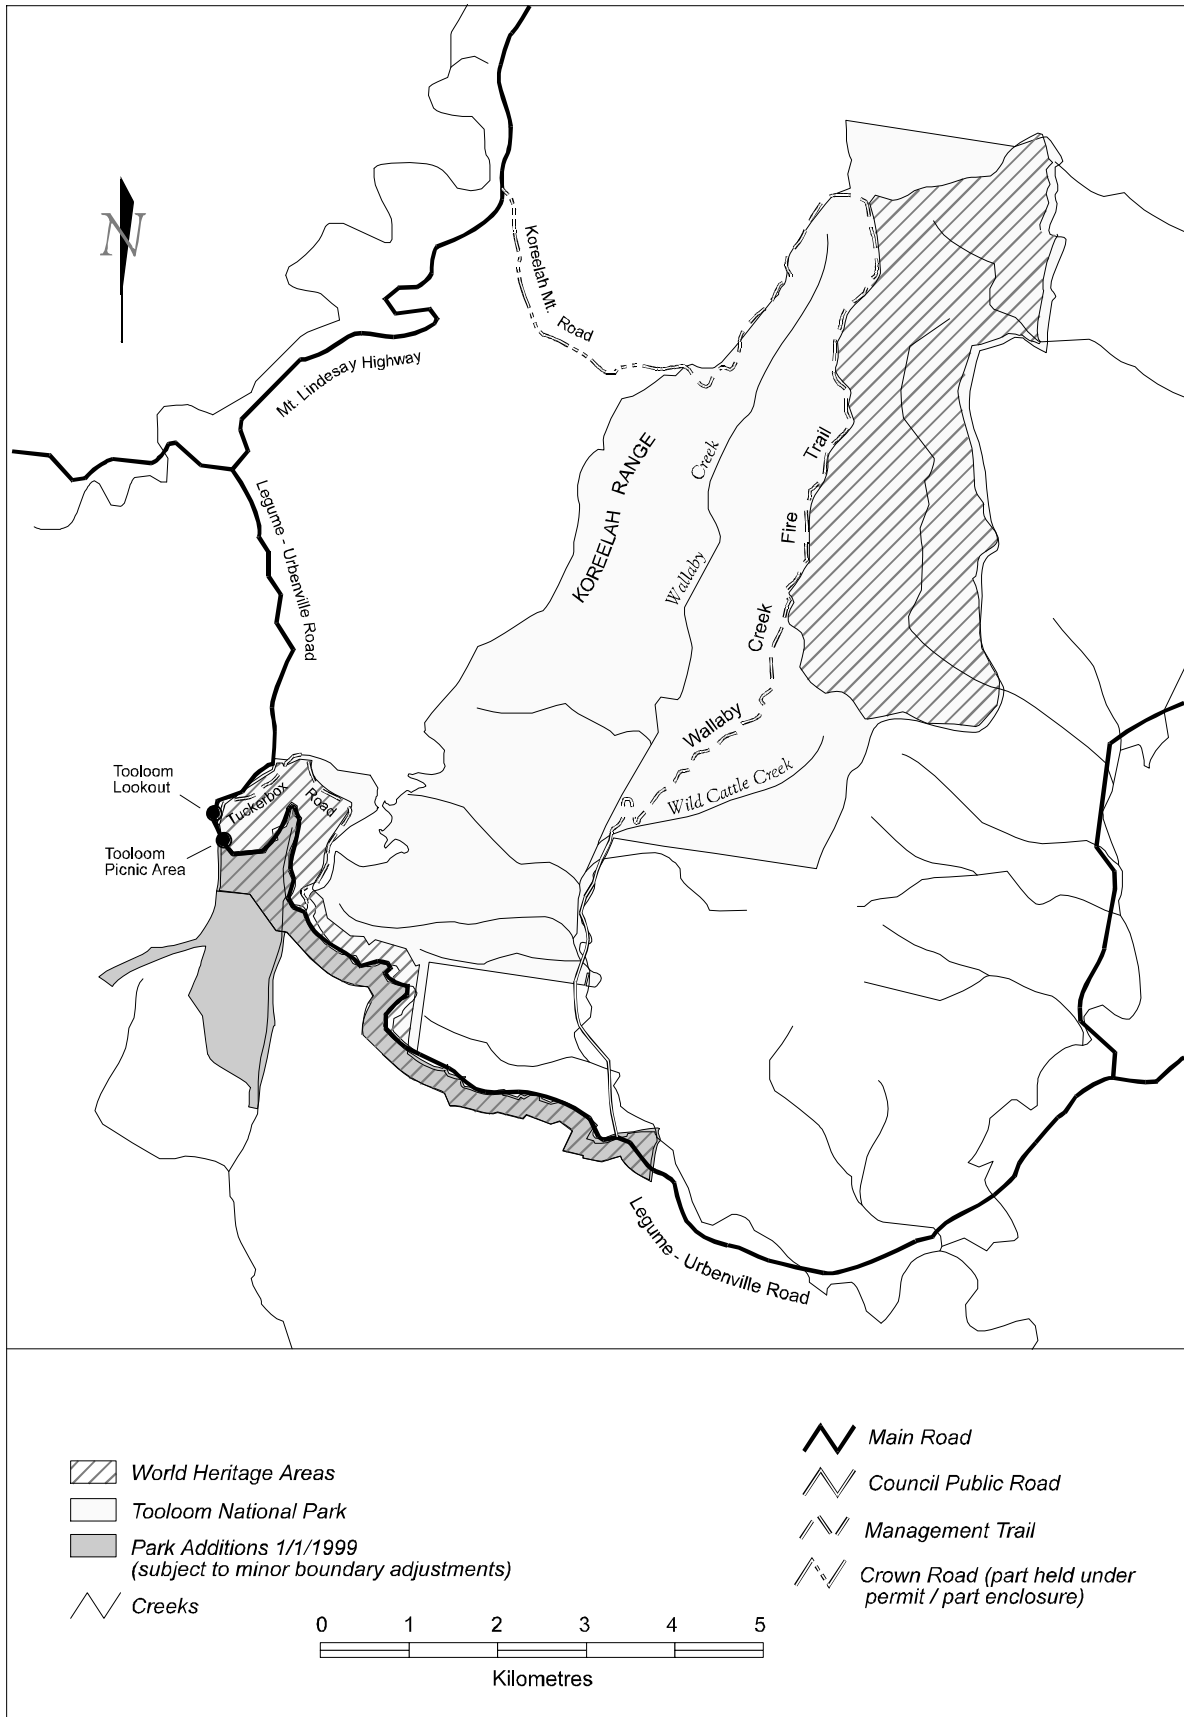 N
Koreelah Mt. Road
Mt. Lindesay Highway
Legume - Urbenville Road
KOREELAH RANGE
Wallaby Creek
Wallaby Creek Fire Trail
Wild Cattle Creek
Tooloom
Lookout
Tuckerbox Road
Tooloom
Picnic Area
Legume - Urbenville Road
World Heritage Areas
Tooloom National Park
Park Additions 1/1/1999
(subject to minor boundary adjustments)
Creeks
Main Road
Council Public Road
Management Trail
Crown Road (part held under
permit / part enclosure)
0 1 2 3 4 5
Kilometres